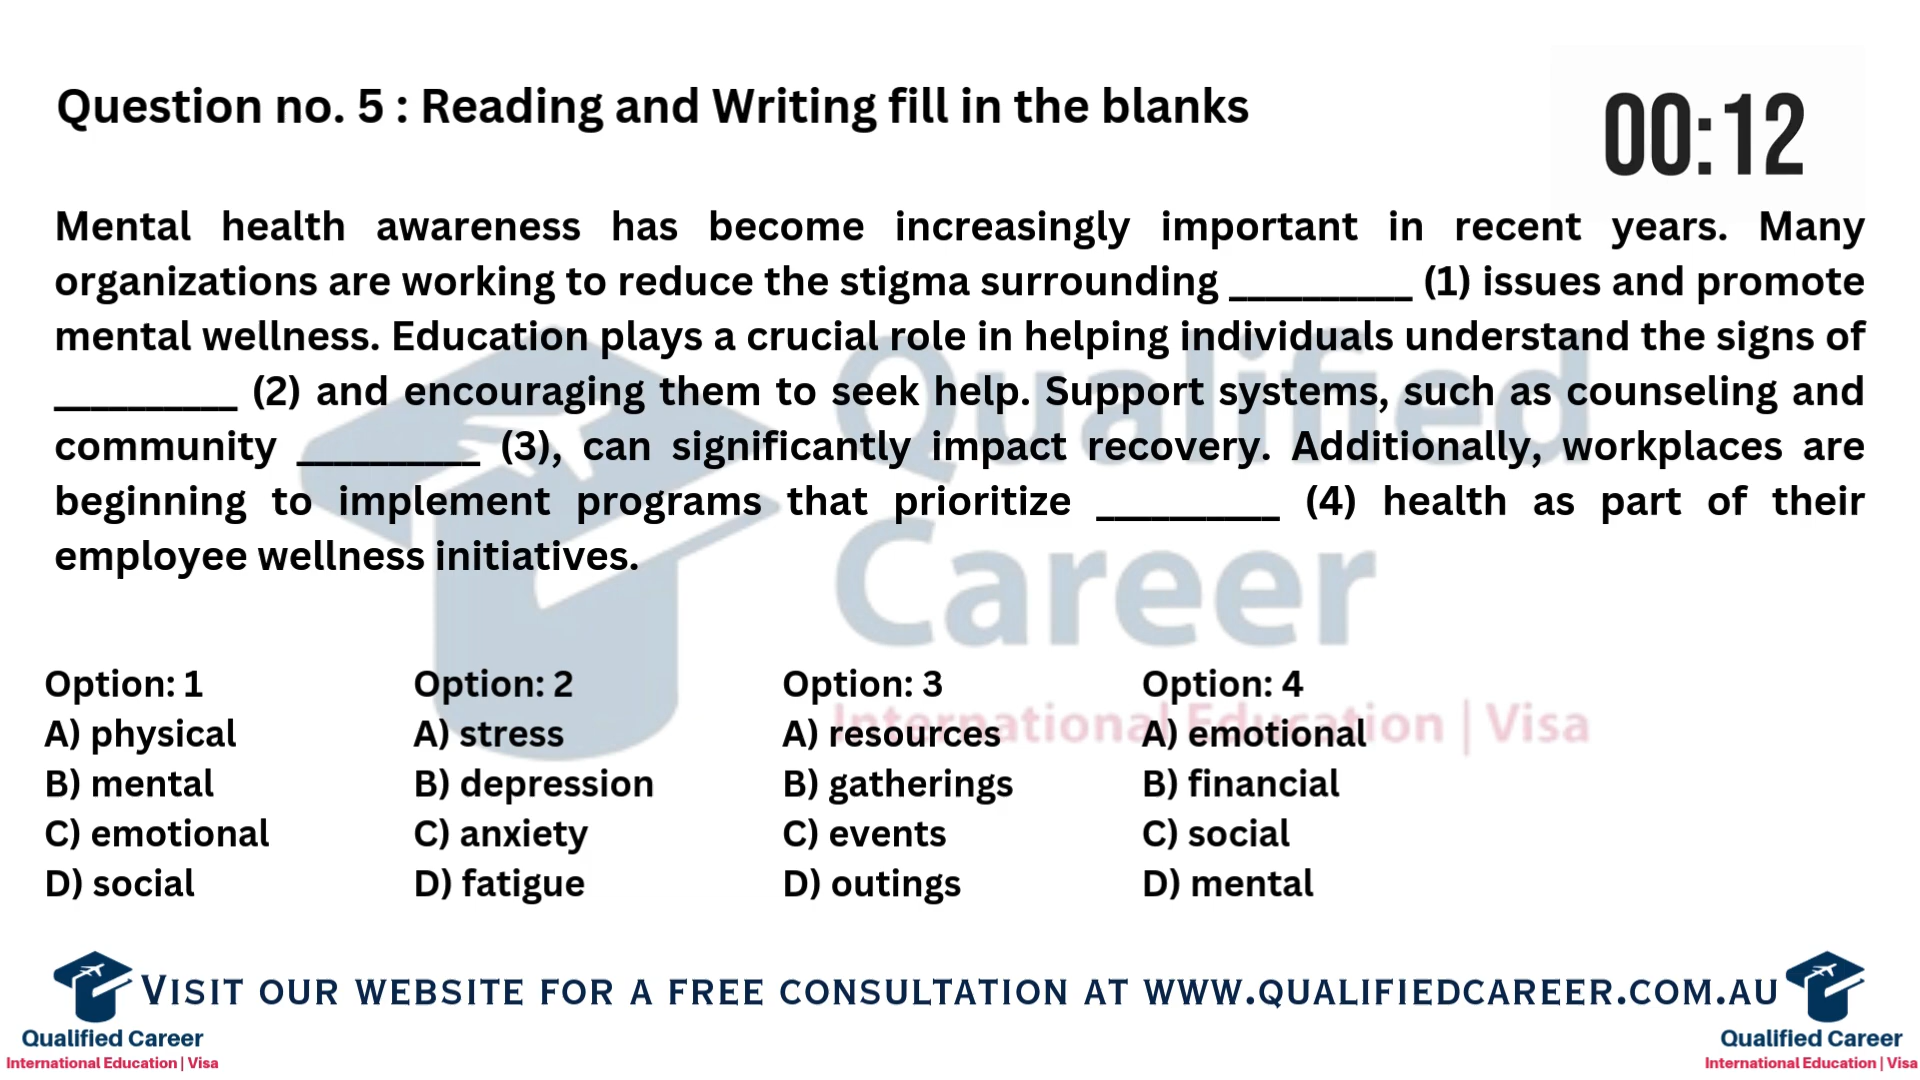 Question no. 5 : Reading and Writing fill in the blanks
00:12
Mental health awareness has become increasingly important in recent years. Many
organizations are working to reduce the stigma surrounding __________ (1) issues and promote
mental wellness. Education plays a crucial role in helping individuals understand the signs of
__________ (2) and encouraging them to seek help. Support systems, such as counseling and
community __________ (3), can significantly impact recovery. Additionally, workplaces are
beginning to implement programs that prioritize __________ (4) health as part of their
employee wellness initiatives.
Qualified
Career
International Education | Visa
Option: 1
A) physical
B) mental
C) emotional
D) social
Option: 2
A) stress
B) depression
C) anxiety
D) fatigue
Option: 3
A) resources
B) gatherings
C) events
D) outings
Option: 4
A) emotional
B) financial
C) social
D) mental
VISIT OUR WEBSITE FOR A FREE CONSULTATION AT WWW.QUALIFIEDCAREER.COM.AU
Qualified Career
International Education | Visa
Qualified Career
International Education | Visa